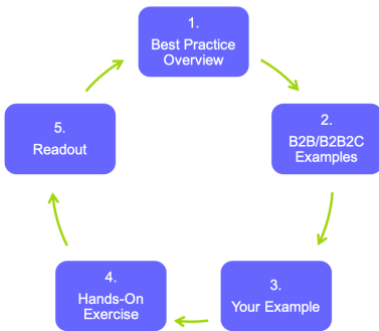 1.
Best Practice
Overview
2.
B2B/B2B2C
Examples
3.
Your Example
4.
Hands-On
Exercise
5.
Readout